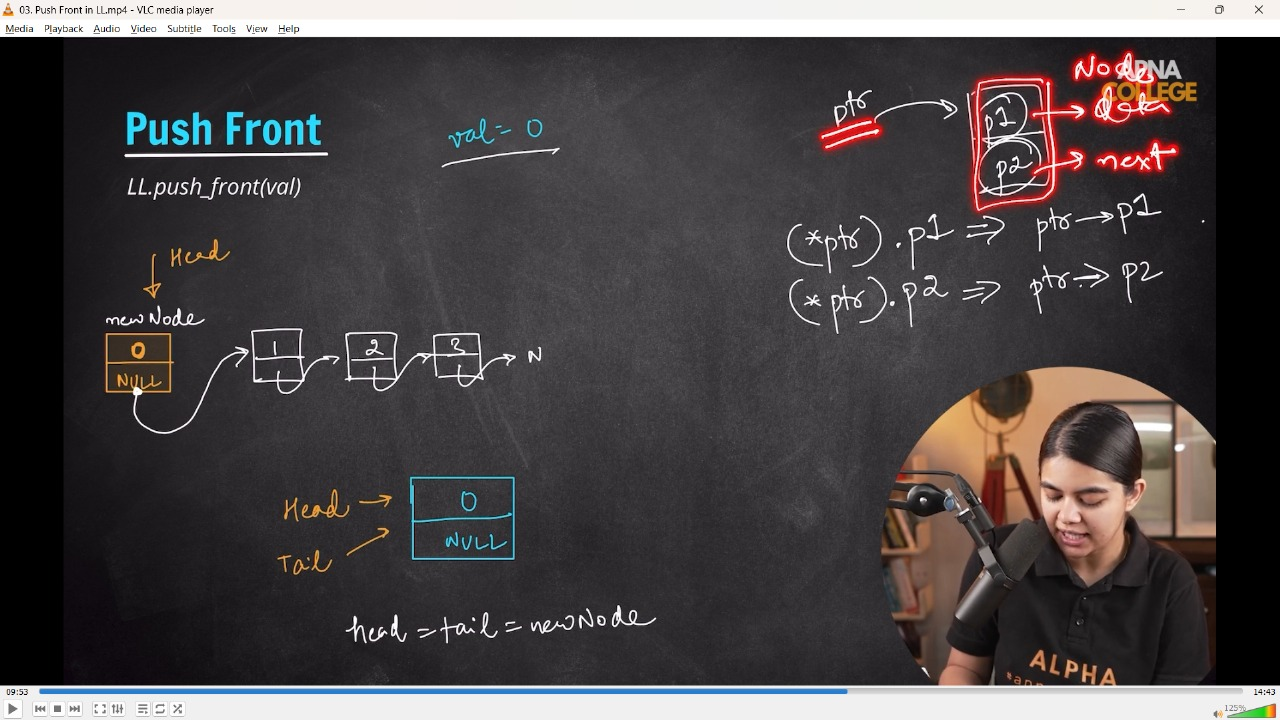 03. Push Front in LL.mp4 - VLC media player
Media Playback Audio Video Subtitle Tools View Help
Push Front
LL.push_front(val)
val = 0
ptr
p1
p2
Node
data
next
APNA
COLLEGE
(*ptr).p1 => ptr→p1
(*ptr).p2 => ptr→p2
Head
newNode
0
NULL
1
2
3
N
Head
Tail
0
NULL
head = tail = newNode
ALPHA
09:53
14:43
125%